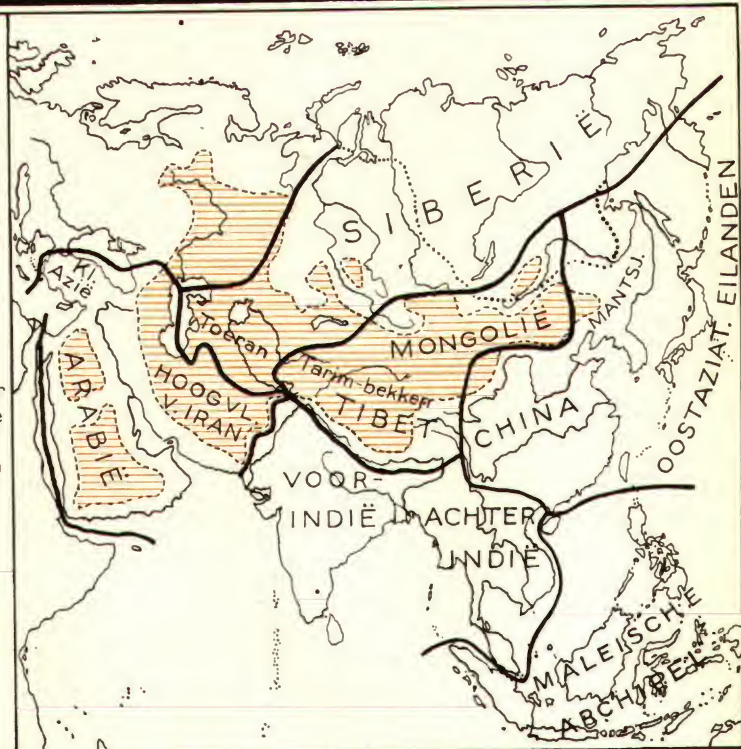 SIBERIË
OOSTAZIAT. EILANDEN
KL.
AZIË
Toeran
MONGOLIË
MANTSJ.
ARABIË
HOOGVL.
V. IRAN
Tarim-bekken
TIBET
CHINA
VOOR-
INDIË
ACHTER
INDIË
MALEISCHE
ARCHIPEL